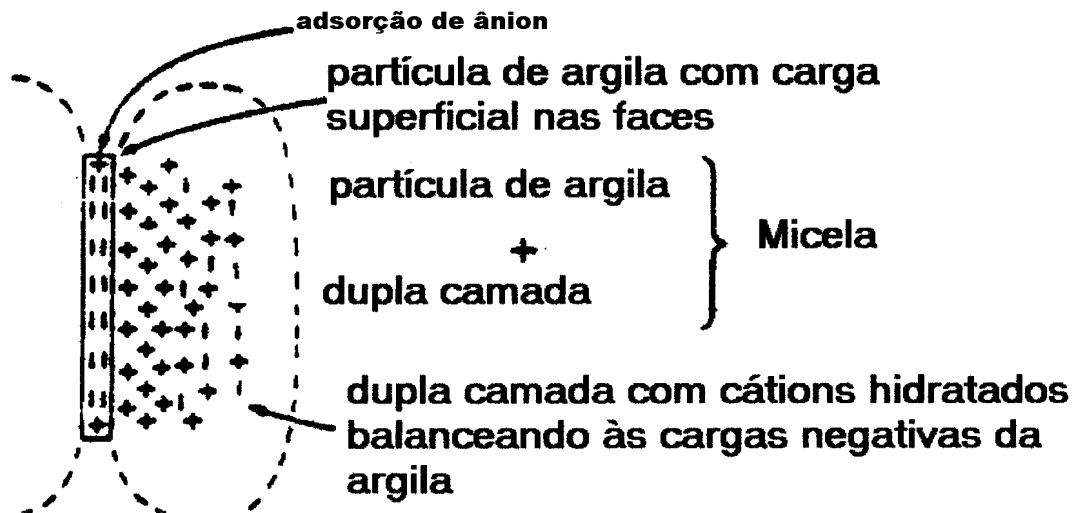 adsorção de ânion
partícula de argila com carga
superficial nas faces
partícula de argila
+
dupla camada
Micela
dupla camada com cátions hidratados
balanceando às cargas negativas da
argila